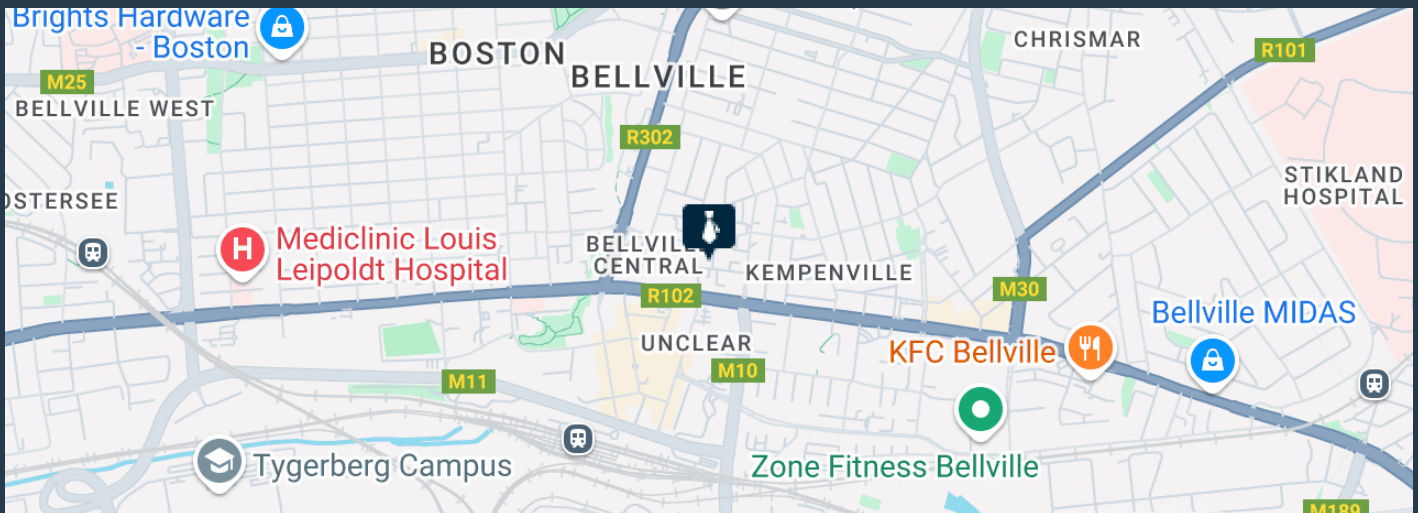 Brights Hardware
- Boston
BOSTON
CHRISMAR
R101
M25
BELLVILLE
BELLVILLE WEST
R302
STIKLAND
HOSPITAL
OSTERSEE
Mediclinic Louis
Leipoldt Hospital
H
CENTRAL
KEMPENVILLE
R102
M30
Bellville MIDAS
UNCLEAR
KFC Bellville
M10
M11
Tygerberg Campus
Zone Fitness Bellville
M189